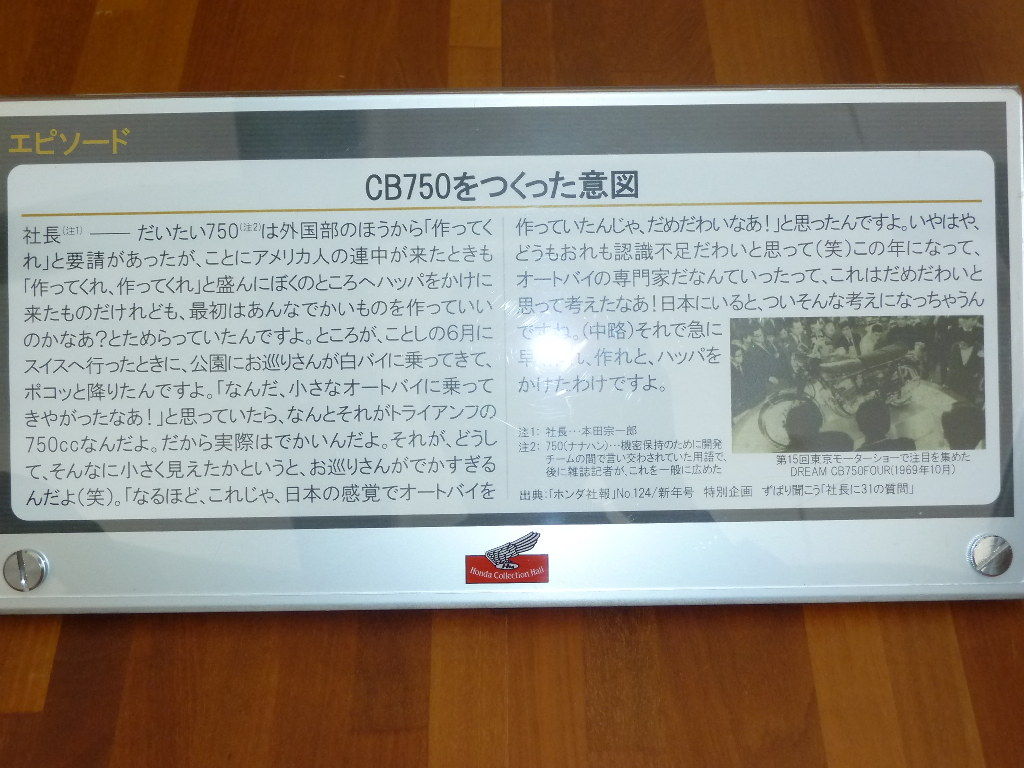 エピソード
CB750をつくった意図
社長(注1) ── だいたい750(注2)は外国部のほうから「作ってく
れ」と要請があったが、ことにアメリカ人の連中が来たときも
「作ってくれ、作ってくれ」と盛んにぼくのところへハッパをかけに
来たものだけれども、最初はあんなでかいものを作っていい
のかなあ?とためらっていたんですよ。ところが、ことしの6月に
スイスへ行ったときに、公園にお巡りさんが白バイに乗ってきて、
ポコッと降りたんですよ。「なんだ、小さなオートバイに乗って
きやがったなあ!」と思っていたら、なんとそれがトライアンフの
750ccなんだよ。だから実際はでかいんだよ。それが、どうし
て、そんなに小さく見えたかというと、お巡りさんがでかすぎる
んだよ(笑)。「なるほど、これじゃ、日本の感覚でオートバイを
作っていたんじゃ、だめだわいなあ!」と思ったんですよ。いやはや、
どうもおれも認識不足だわいと思って(笑)この年になって、
オートバイの専門家だなんていったって、これはだめだわいと
思って考えたなあ!日本にいると、ついそんな考えになっちゃうん
ですね。(中略)それで急に
早 れ、作れと、ハッパを
かけたわけですよ。
注1: 社長…本田宗一郎
注2: 750(ナナハン)…機密保持のために開発
チームの間で言い交わされていた用語で、
後に雑誌記者が、これを一般に広めた
第15回東京モーターショーで注目を集めた
DREAM CB750FOUR(1969年10月)
出典:「ホンダ社報」No.124/新年号 特別企画 ずばり聞こう「社長に31の質問」
Honda Collection Hall